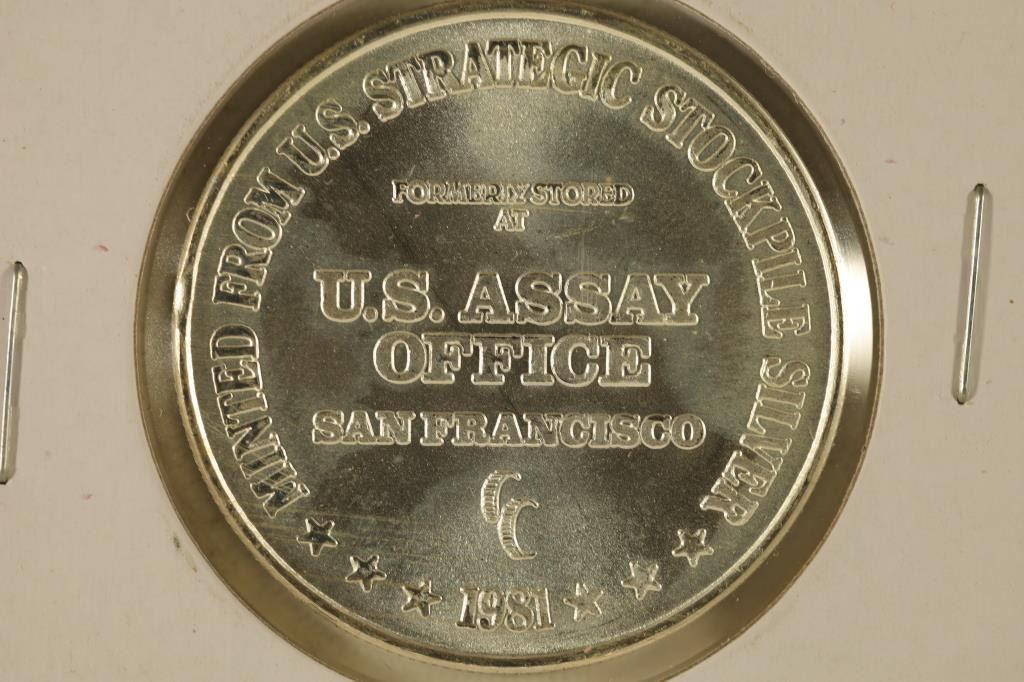 MINTED FROM U.S. STRATEGIC STOCKPILE SILVER
FORMERLY STORED
AT
U.S. ASSAY
OFFICE
SAN FRANCISCO
CC
1981